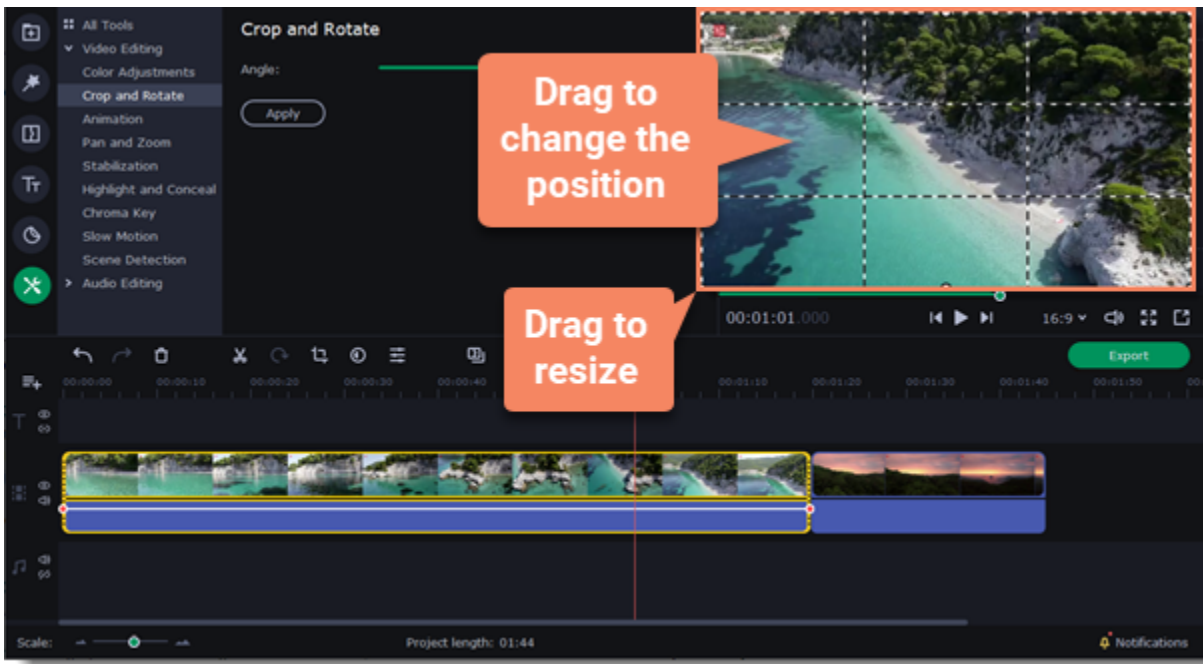 All Tools
Video Editing
Color Adjustments
Crop and Rotate
Animation
Pan and Zoom
Stabilization
Highlight and Conceal
Chroma Key
Slow Motion
Scene Detection
Audio Editing
Crop and Rotate
Angle:
Apply
Drag to
change the
position
Drag to
resize
00:01:01.000
16:9
Export
00:00:00 00:00:10 00:00:20 00:00:30 00:00:40 00:01:10 00:01:20 00:01:30 00:01:40 00:01:50
Scale:
Project length: 01:44
Notifications